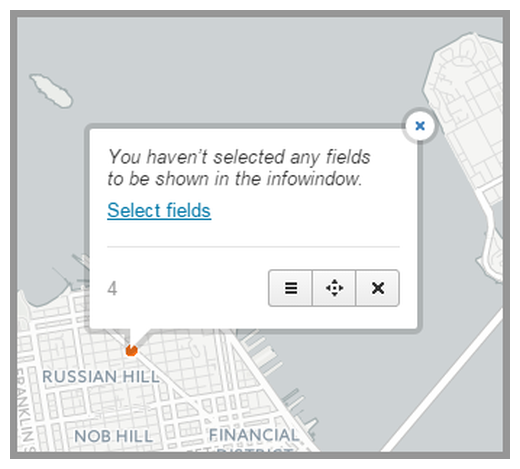 You haven't selected any fields
to be shown in the infowindow.
Select fields
4
RUSSIAN HILL
FRANKLIN S
NOB HILL
FINANCIAL
DISTRICT